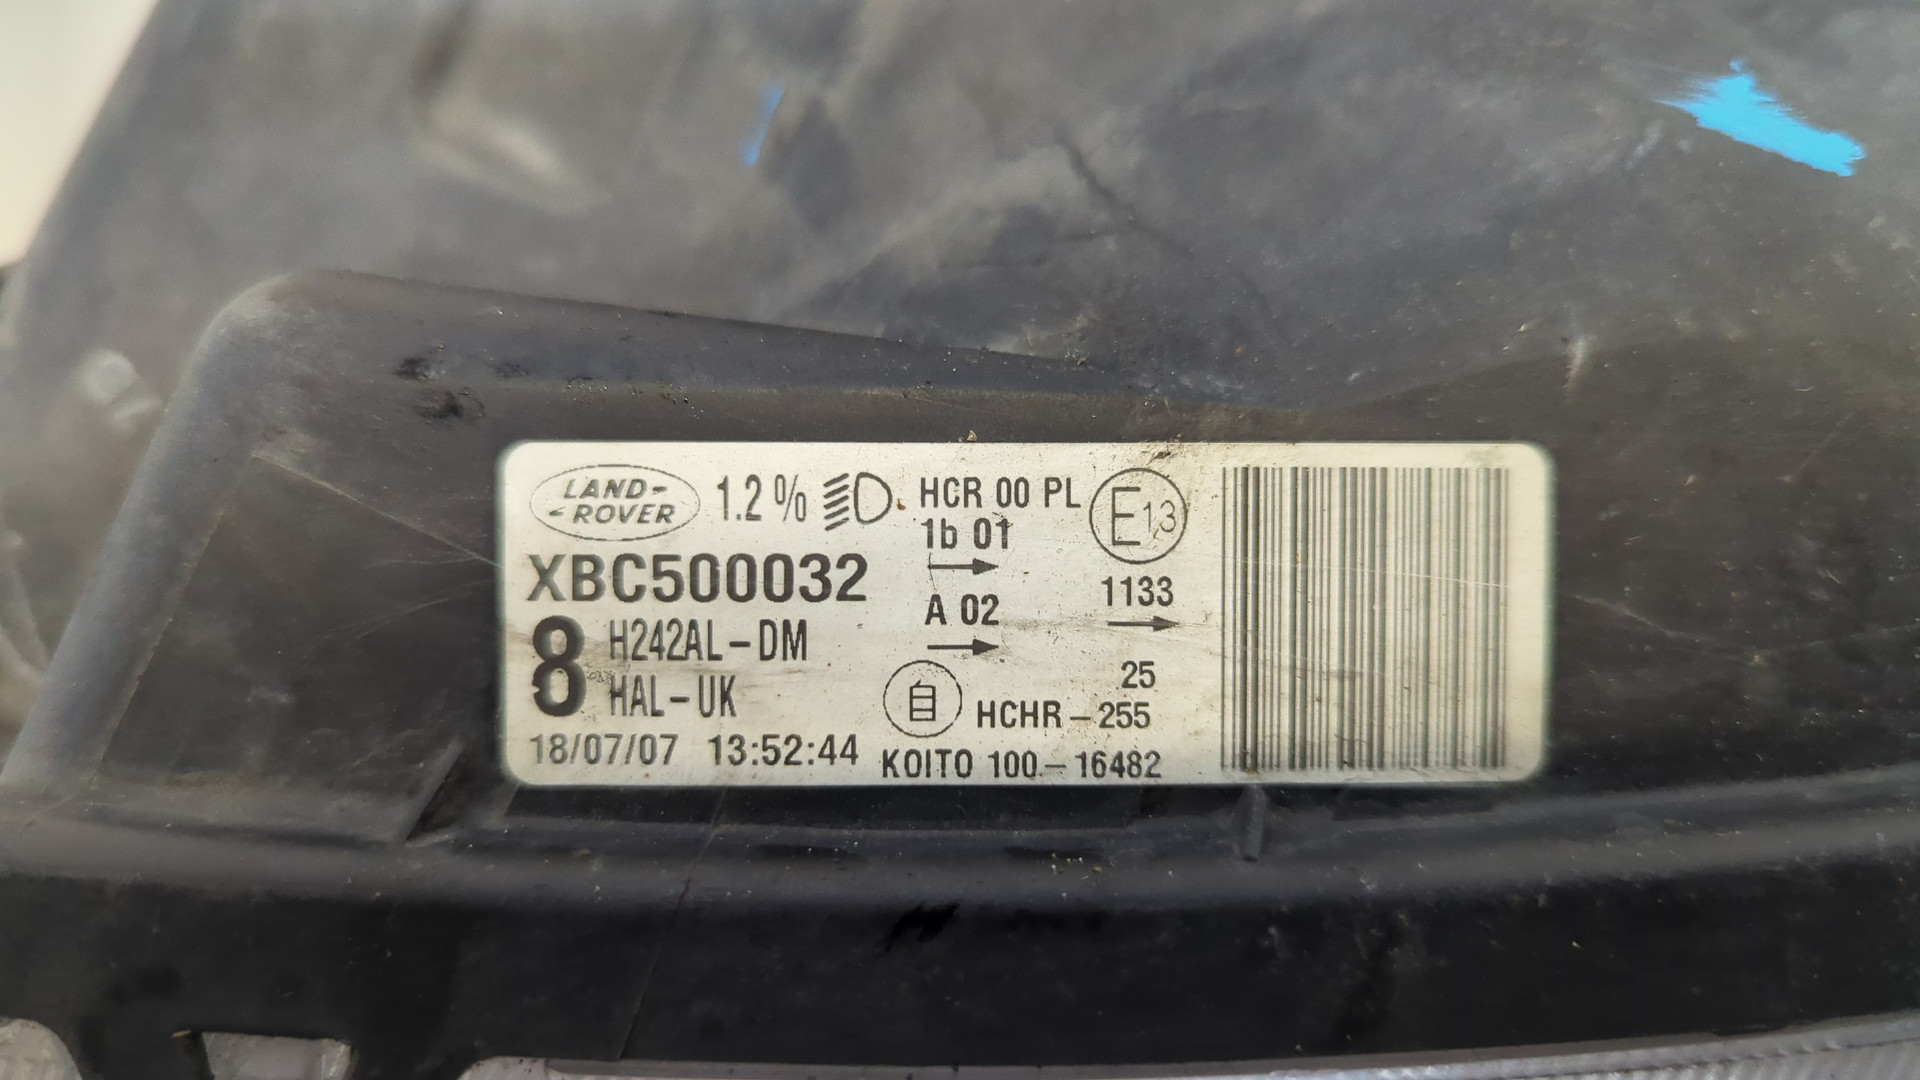 LAND-
-ROVER
1.2%
XBC500032
8
H242AL-DM
HAL-UK
18/07/07 13:52:44
HCR 00 PL
1b 01
A 02
HCHR-255
KOITO 100-16482
E13
1133
25